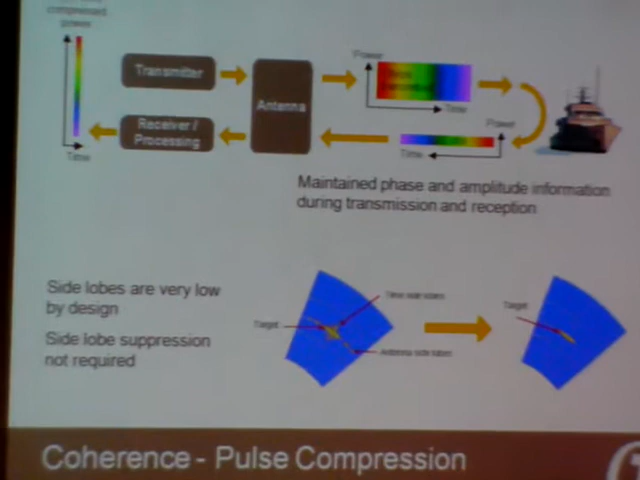 compressed
power
Transmitter
Antenna
Receiver /
Processing
Time
Power
Time
Power
Time
Maintained phase and amplitude information
during transmission and reception
Side lobes are very low
by design
Side lobe suppression
not required
Target
Time side lobes
Antenna side lobes
Target
Coherence - Pulse Compression